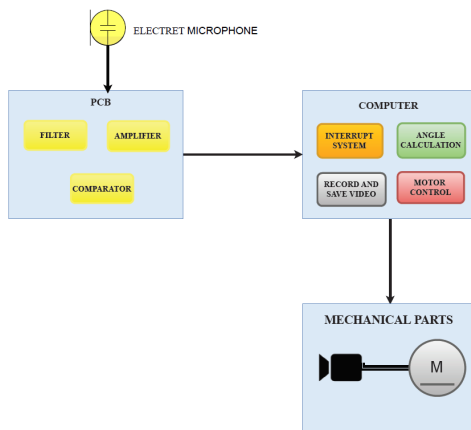 ELECTRET MICROPHONE
PCB
FILTER
AMPLIFIER
COMPARATOR
COMPUTER
INTERRUPT
SYSTEM
ANGLE
CALCULATION
RECORD AND
SAVE VIDEO
MOTOR
CONTROL
MECHANICAL PARTS
M